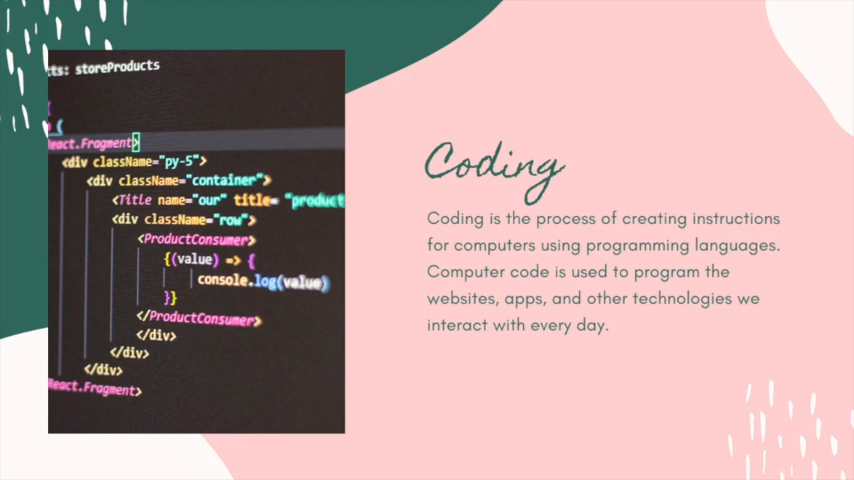 cts: storeProducts
{
{
React.Fragment>
<div className="py-5">
<div className="container">
<Title name="our" title= "product
<div className="row">
<ProductConsumer>
{(value) => {
console.log(value)
}}
</ProductConsumer>
</div>
</div>
</div>
React.Fragment>
Coding
Coding is the process of creating instructions
for computers using programming languages.
Computer code is used to program the
websites, apps, and other technologies we
interact with every day.